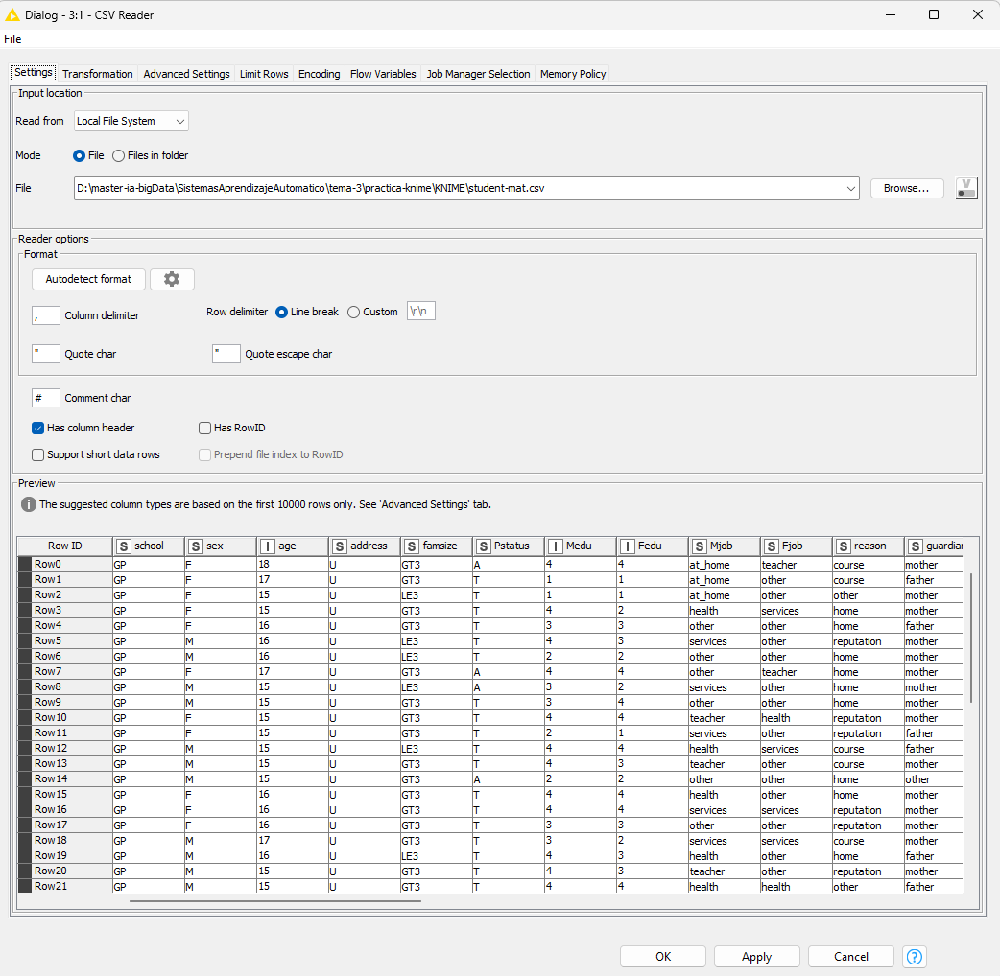 Dialog - 3:1 - CSV Reader
File
Settings Transformation Advanced Settings Limit Rows Encoding Flow Variables Job Manager Selection Memory Policy
Input location
Read from Local File System
Mode File Files in folder
File D:\master-ia-bigData\SistemasAprendizajeAutomatico\tema-3\practica-knime\KNIME\student-mat.csv Browse... V
Reader options
Format
Autodetect format
, Column delimiter Row delimiter Line break Custom \r\n
" Quote char " Quote escape char
# Comment char
Has column header Has RowID
Support short data rows Prepend file index to RowID
Preview
i The suggested column types are based on the first 10000 rows only. See 'Advanced Settings' tab.
Row ID S school S sex I age S address S famsize S Pstatus I Medu I Fedu S Mjob S Fjob S reason S guardian
Row0 GP F 18 U GT3 A 4 4 at_home teacher course mother
Row1 GP F 17 U GT3 T 1 1 at_home other course father
Row2 GP F 15 U LE3 T 1 1 at_home other other mother
Row3 GP F 15 U GT3 T 4 2 health services home mother
Row4 GP F 16 U GT3 T 3 3 other other home father
Row5 GP M 16 U LE3 T 4 3 services other reputation mother
Row6 GP M 16 U LE3 T 2 2 other other home mother
Row7 GP F 17 U GT3 A 4 4 other teacher home mother
Row8 GP M 15 U LE3 A 3 2 services other home mother
Row9 GP M 15 U GT3 T 3 4 other other home mother
Row10 GP F 15 U GT3 T 4 4 teacher health reputation mother
Row11 GP F 15 U GT3 T 2 1 services other reputation father
Row12 GP M 15 U LE3 T 4 4 health services course father
Row13 GP M 15 U GT3 T 4 3 teacher other course mother
Row14 GP M 15 U GT3 A 2 2 other other home other
Row15 GP F 16 U GT3 T 4 4 health other home mother
Row16 GP F 16 U GT3 T 4 4 services services reputation mother
Row17 GP F 16 U GT3 T 3 3 other other reputation mother
Row18 GP M 17 U GT3 T 3 2 services services course mother
Row19 GP M 16 U LE3 T 4 3 health other home father
Row20 GP M 15 U GT3 T 4 3 teacher other reputation mother
Row21 GP M 15 U GT3 T 4 4 health health other father
OK Apply Cancel ?